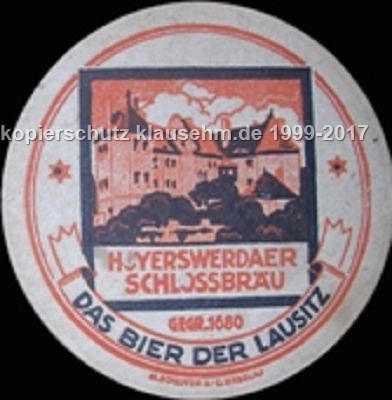 kopierschutz klausehm.de 1999-2017
HOYERSWERDAER
SCHLOSSBRÄU
GEGR. 1680
DAS BIER DER LAUSITZ